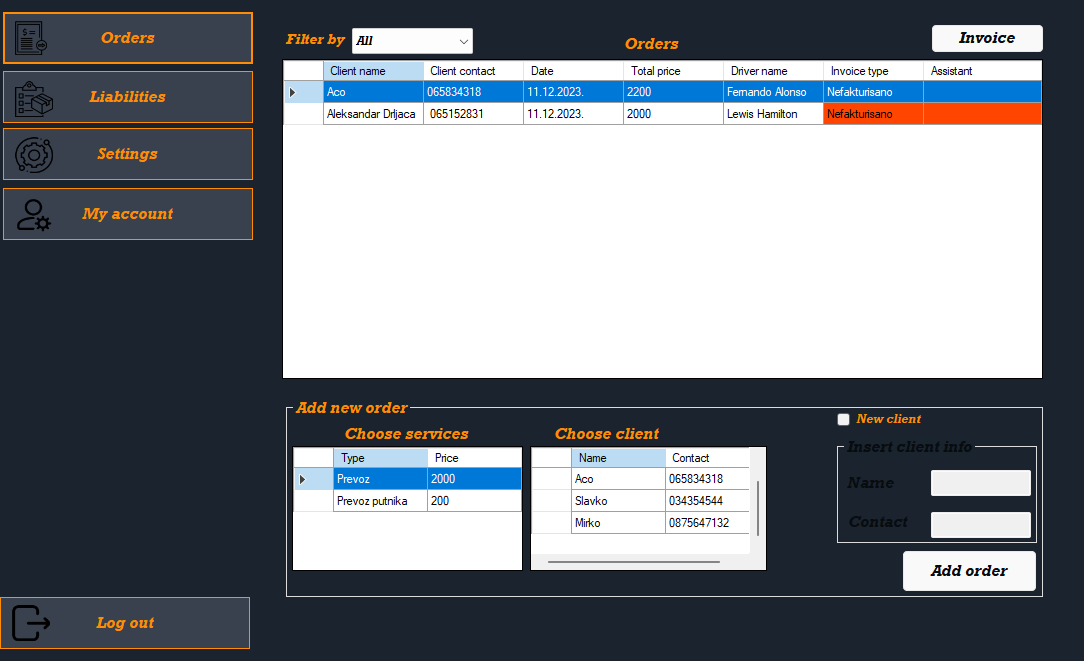 Orders
Liabilities
Settings
My account
Log out
Filter by All
Orders
Invoice
Client name Client contact Date Total price Driver name Invoice type Assistant
Aco 065834318 11.12.2023. 2200 Fernando Alonso Nefakturisano
Aleksandar Drljaca 065152831 11.12.2023. 2000 Lewis Hamilton Nefakturisano
Add new order
Choose services
Type Price
Prevoz 2000
Prevoz putnika 200
Choose client
Name Contact
Aco 065834318
Slavko 034354544
Mirko 0875647132
New client
Insert client info
Name
Contact
Add order